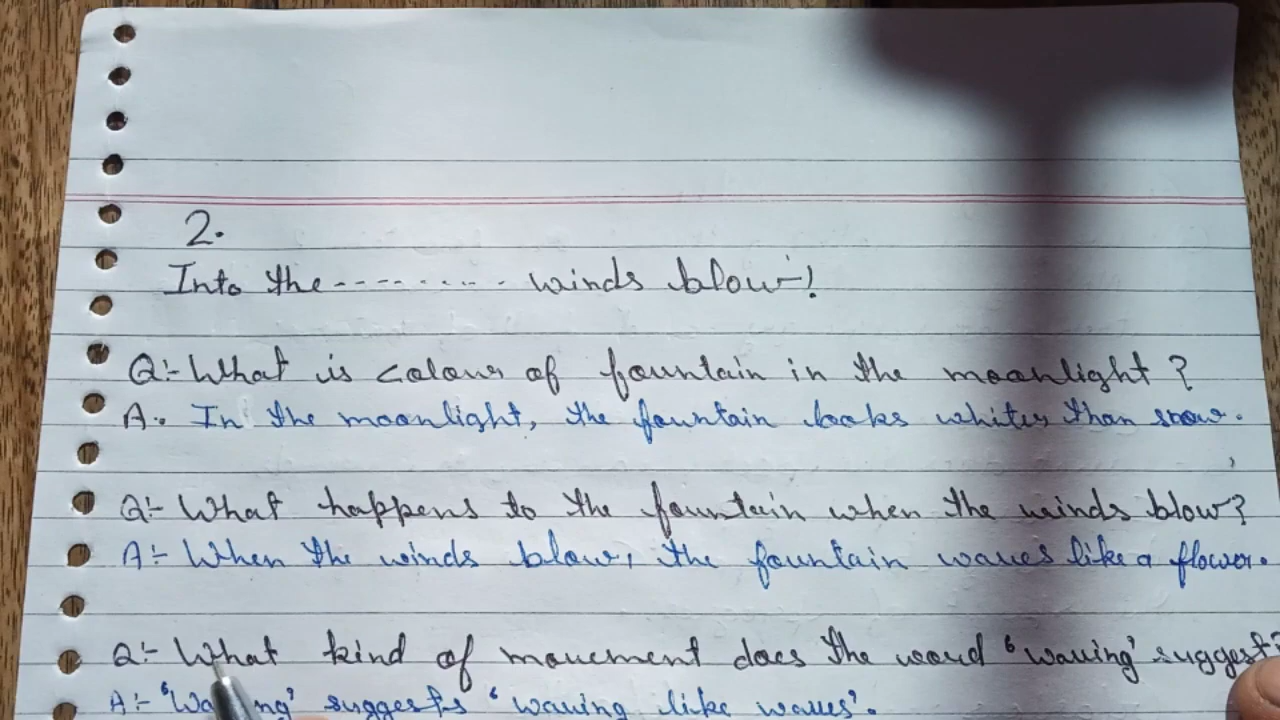 2.
Into the --------- winds blow!
Q:- What is colour of fountain in the moonlight?
A. In the moonlight, the fountain looks whiter than snow.
Q:- What happens to the fountain when the winds blow?
A:- When the winds blow, the fountain waves like a flower.
Q:- What kind of movement does the word 'waving' suggest?
A:- 'Waving' suggests 'waving like waves'.